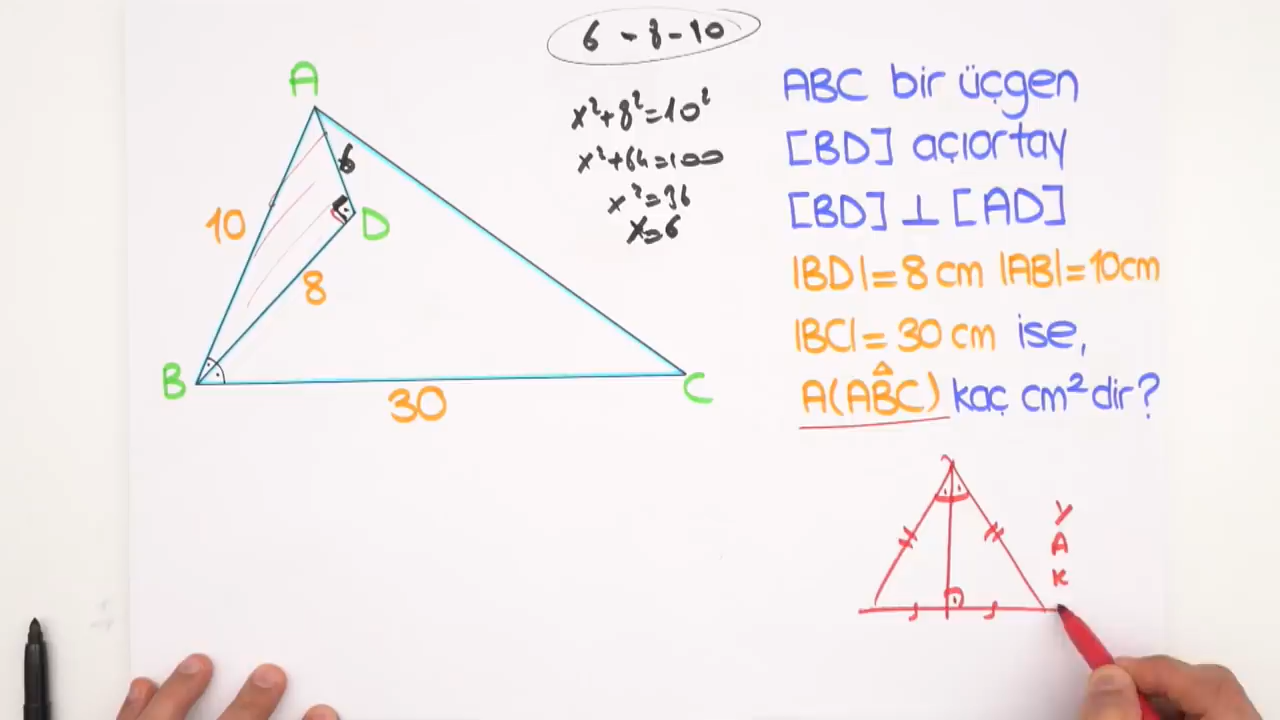 6 - 8 - 10
x²+8²=10²
x²+64=100
x²=36
x=6
A
6
10
D
8
B
30
C
ABC bir üçgen
[BD] açıortay
[BD] ⊥ [AD]
|BD|= 8 cm |AB|= 10cm
|BC|= 30 cm ise,
A(AB̂C) kaç cm² dir?
Y
A
K